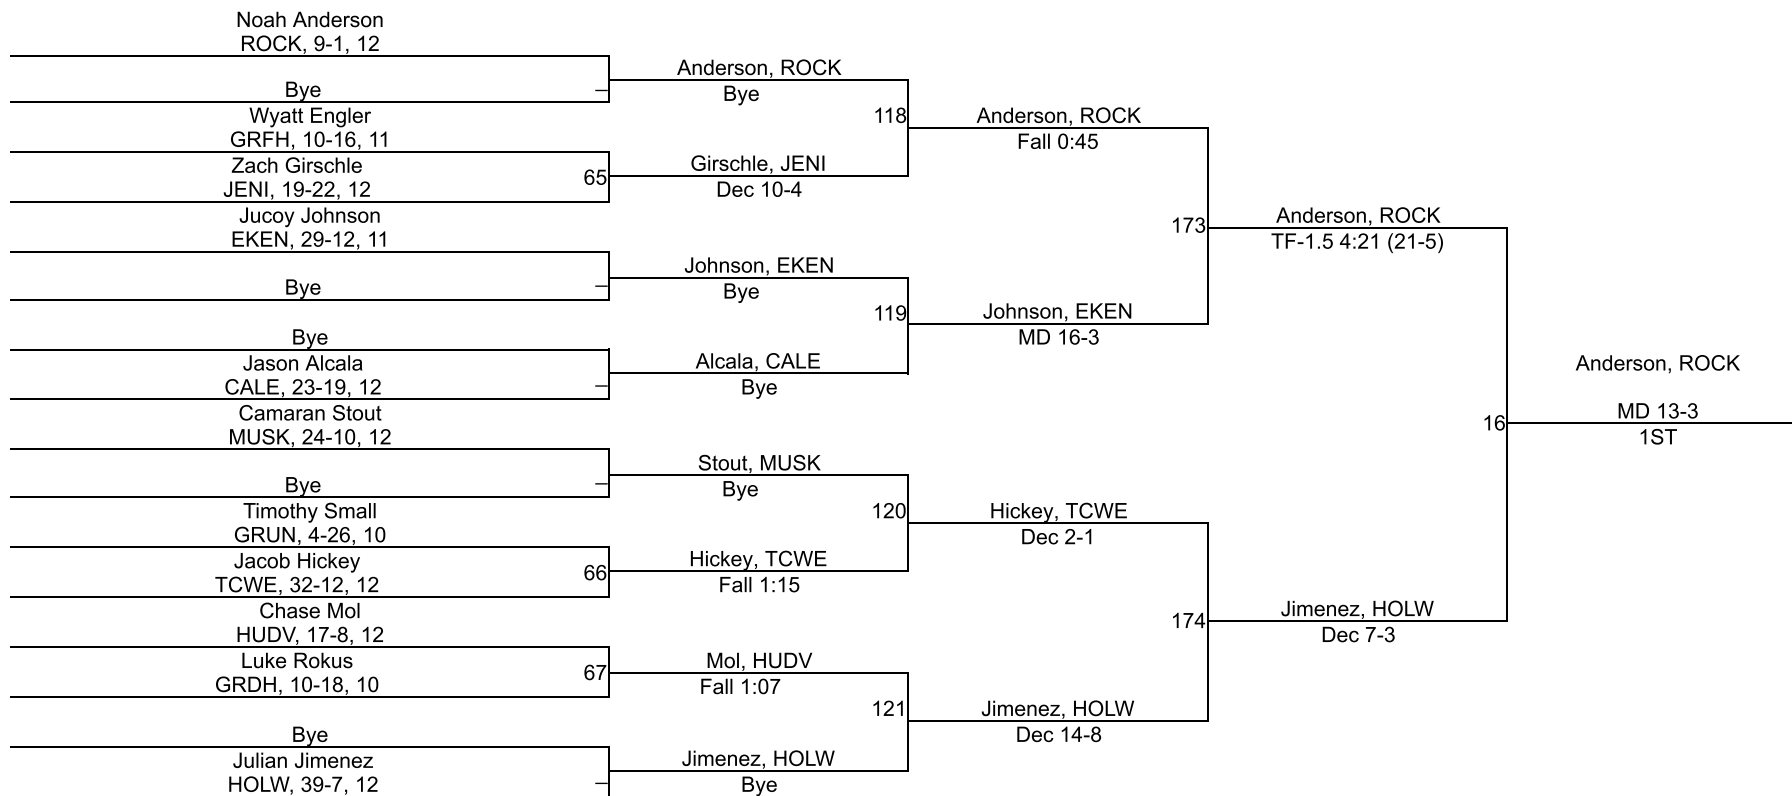 Noah Anderson
ROCK, 9-1, 12
Bye
–
Wyatt Engler
GRFH, 10-16, 11
Zach Girschle
JENI, 19-22, 12
65
Jucoy Johnson
EKEN, 29-12, 11
Bye
–
Bye
Jason Alcala
CALE, 23-19, 12
–
Camaran Stout
MUSK, 24-10, 12
Bye
–
Timothy Small
GRUN, 4-26, 10
Jacob Hickey
TCWE, 32-12, 12
66
Chase Mol
HUDV, 17-8, 12
Luke Rokus
GRDH, 10-18, 10
67
Bye
Julian Jimenez
HOLW, 39-7, 12
–
Anderson, ROCK
Bye
118
Girschle, JENI
Dec 10-4
Johnson, EKEN
Bye
119
Alcala, CALE
Bye
Stout, MUSK
Bye
120
Hickey, TCWE
Fall 1:15
Mol, HUDV
Fall 1:07
121
Jimenez, HOLW
Bye
Anderson, ROCK
Fall 0:45
173
Johnson, EKEN
MD 16-3
Hickey, TCWE
Dec 2-1
174
Jimenez, HOLW
Dec 14-8
Anderson, ROCK
TF-1.5 4:21 (21-5)
16
Jimenez, HOLW
Dec 7-3
Anderson, ROCK
MD 13-3
1ST